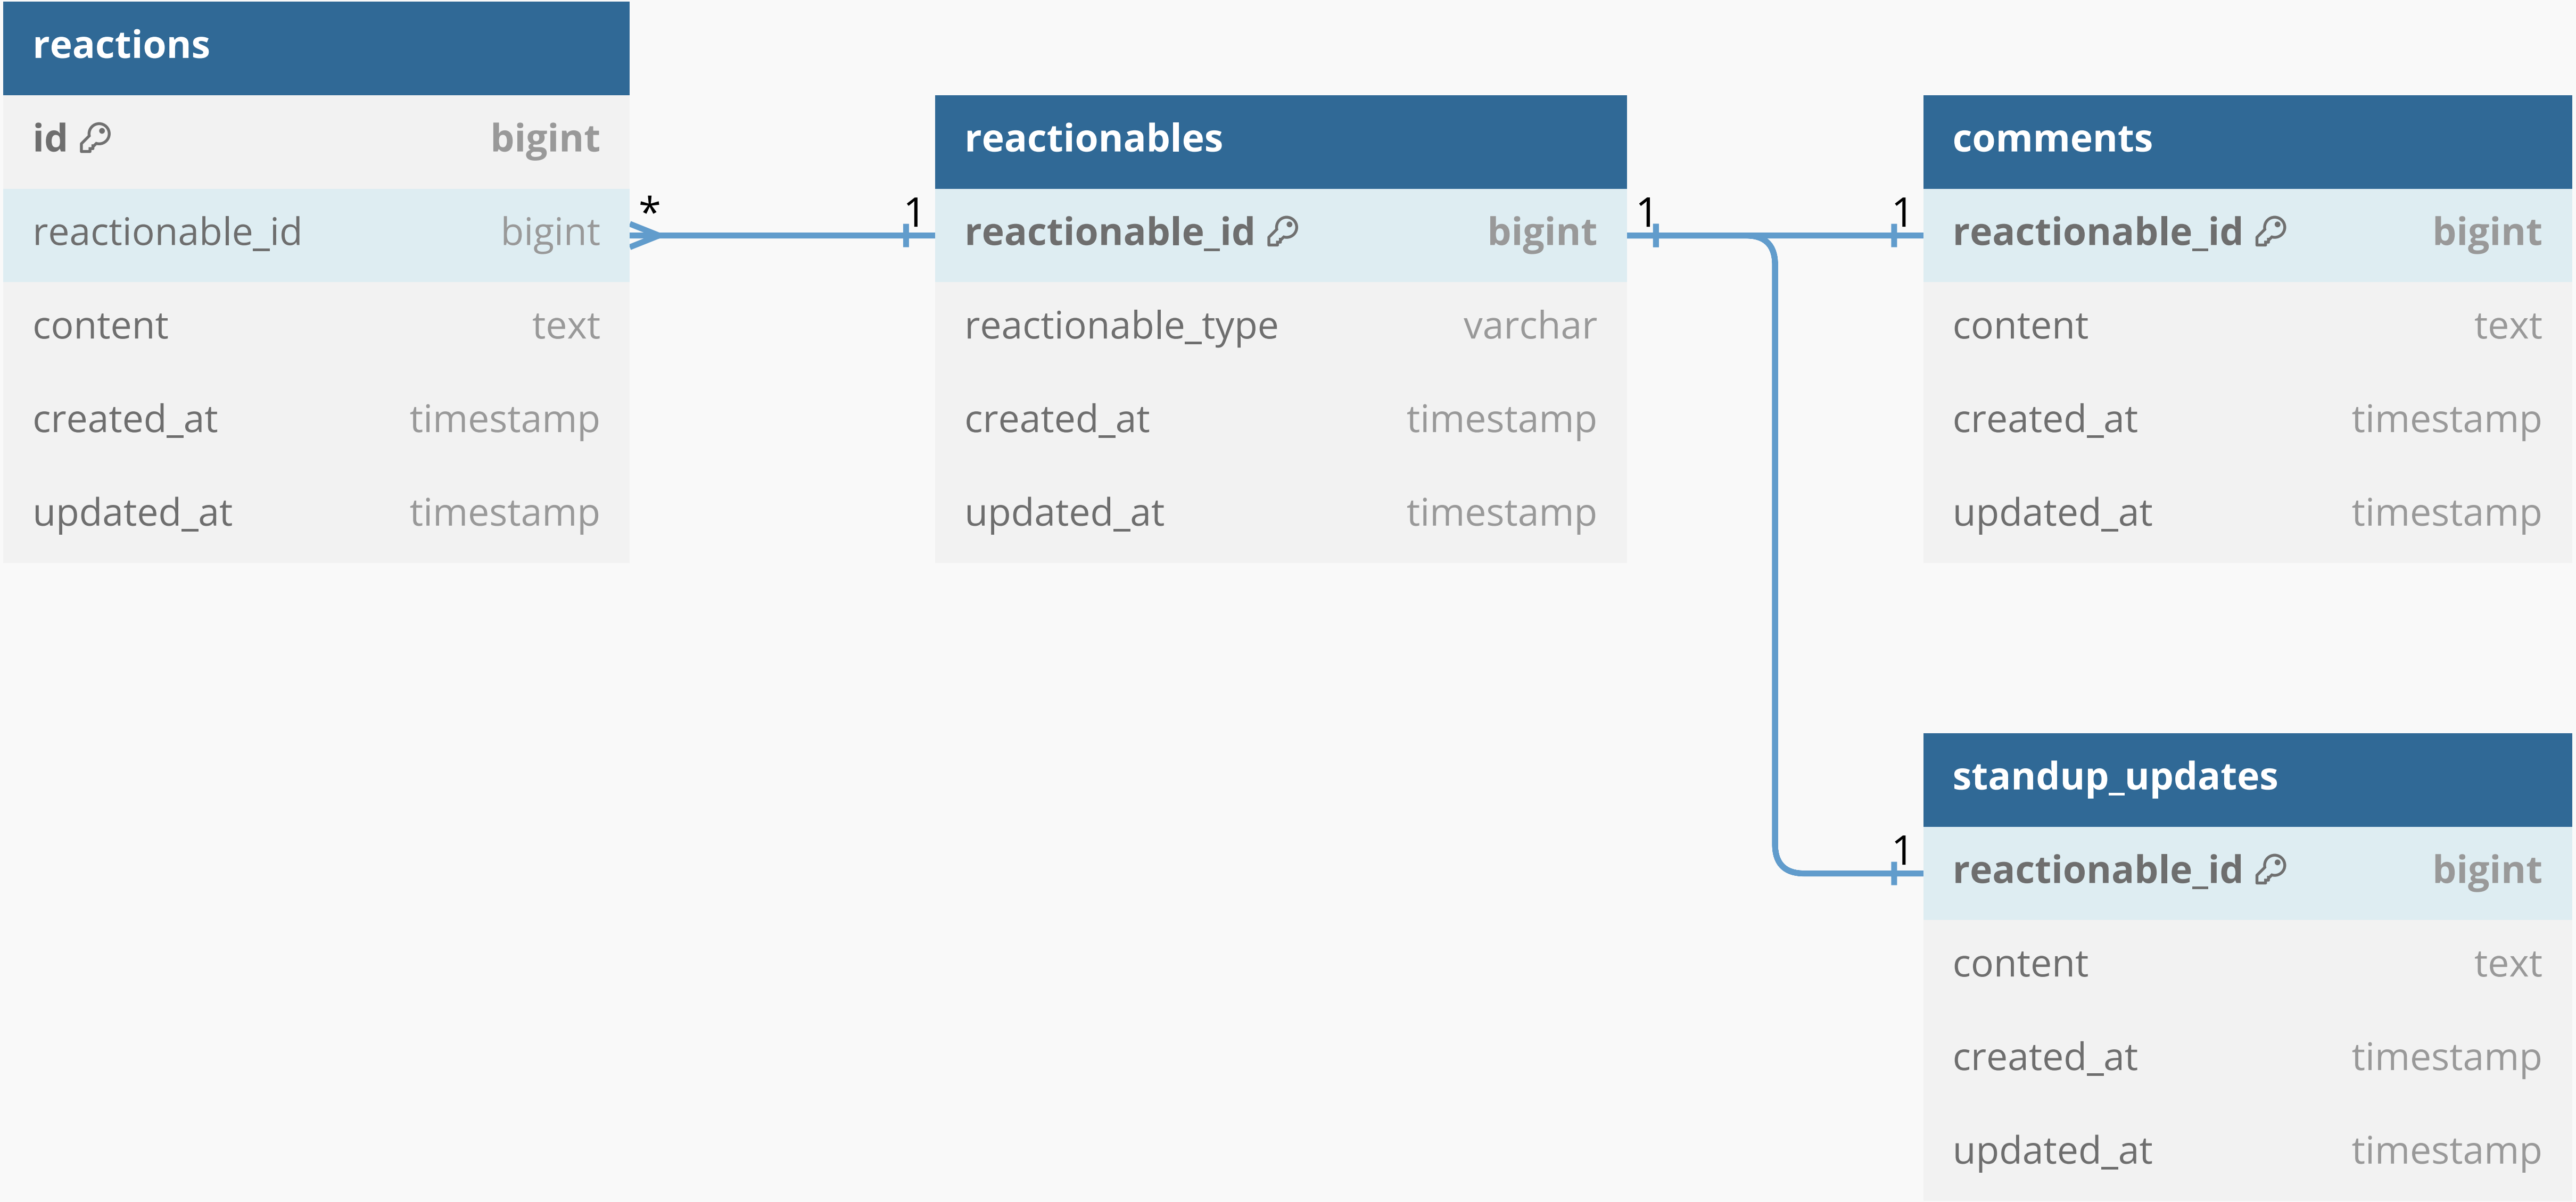 reactions
id bigint
reactionable_id bigint
content text
created_at timestamp
updated_at timestamp
* 1
reactionables
reactionable_id bigint
reactionable_type varchar
created_at timestamp
updated_at timestamp
1 1
comments
reactionable_id bigint
content text
created_at timestamp
updated_at timestamp
1
standup_updates
reactionable_id bigint
content text
created_at timestamp
updated_at timestamp